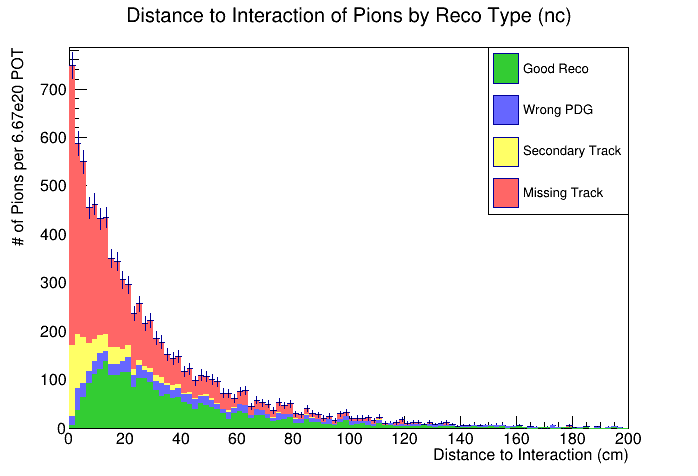 Distance to Interaction of Pions by Reco Type (nc)
# of Pions per 6.67e20 POT
700
600
500
400
300
200
100
0
Good Reco
Wrong PDG
Secondary Track
Missing Track
0 20 40 60 80 100 120 140 160 180 200
Distance to Interaction (cm)